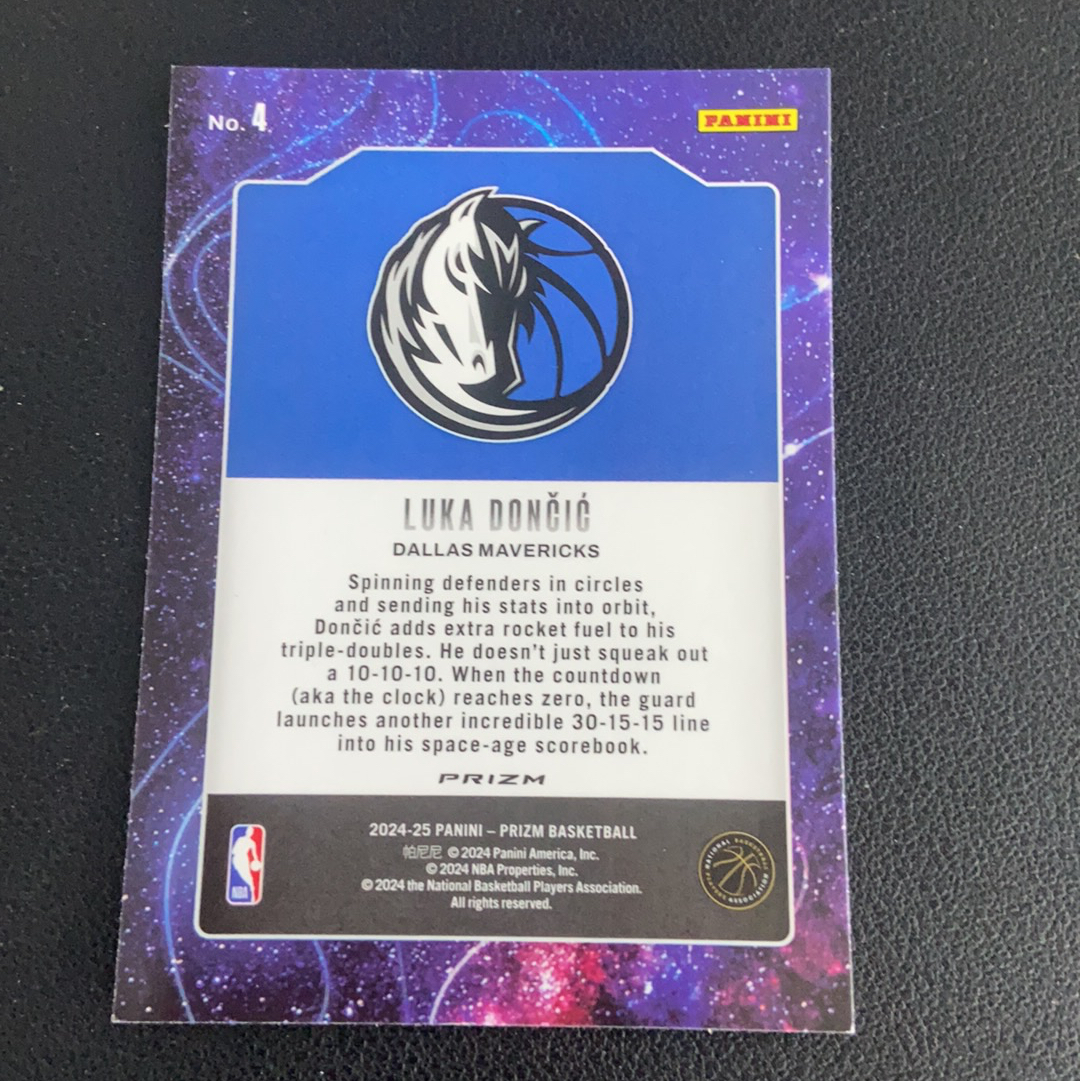 No. 4
PANINI
LUKA DONČIĆ
DALLAS MAVERICKS
Spinning defenders in circles
and sending his stats into orbit,
Dončić adds extra rocket fuel to his
triple-doubles. He doesn't just squeak out
a 10-10-10. When the countdown
(aka the clock) reaches zero, the guard
launches another incredible 30-15-15 line
into his space-age scorebook.
PRIZM
2024-25 PANINI – PRIZM BASKETBALL
帕尼尼 © 2024 Panini America, Inc.
© 2024 NBA Properties, Inc.
© 2024 the National Basketball Players Association.
All rights reserved.
NBA
NATIONAL BASKETBALL PLAYERS ASSOCIATION